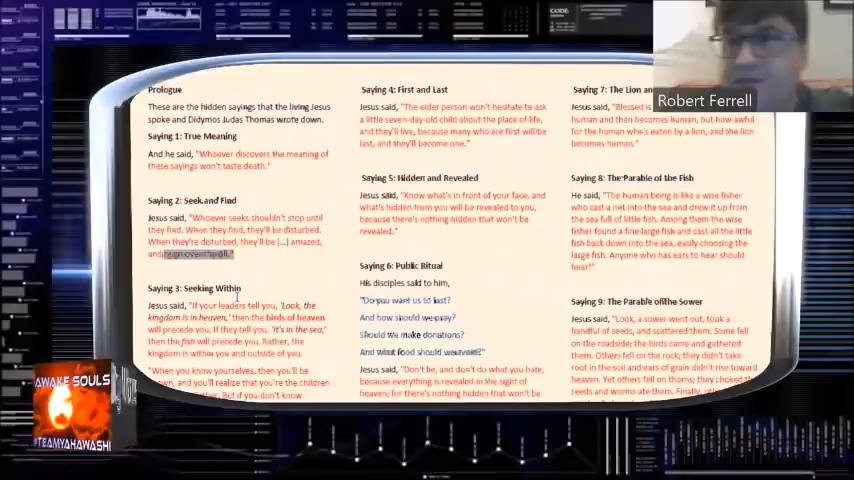 CODE
Robert Ferrell
Prologue
These are the hidden sayings that the living Jesus
spoke and Didymos Judas Thomas wrote down.
Saying 1: True Meaning
And he said, "Whoever discovers the meaning of
these sayings won't taste death."
Saying 2: Seek and Find
Jesus said, "Whoever seeks shouldn't stop until
they find. When they find, they'll be disturbed.
When they're disturbed, they'll be [...] amazed,
and reign over the all."
Saying 3: Seeking Within
Jesus said, "If your leaders tell you, 'Look, the
kingdom is in heaven,' then the birds of heaven
will precede you. If they tell you, 'It's in the sea,'
then the fish will precede you. Rather, the
kingdom is within you and outside of you.
"When you know yourselves, then you'll be
and you'll realize that you're the children
But if you don't know
Saying 4: First and Last
Jesus said, "The elder person won't hesitate to ask
a little seven-day-old child about the place of life,
and they'll live, because many who are first will be
last, and they'll become one."
Saying 5: Hidden and Revealed
Jesus said, "Know what's in front of your face, and
what's hidden from you will be revealed to you,
because there's nothing hidden that won't be
revealed."
Saying 6: Public Ritual
His disciples said to him,
"Do you want us to fast?
And how should we pray?
Should we make donations?
And what food should we avoid?"
Jesus said, "Don't lie, and don't do what you hate,
because everything is revealed in the sight of
heaven; for there's nothing hidden that won't be
Saying 7: The Lion an
Jesus said, "Blessed is
human and then becomes human, but how awful
for the human who's eaten by a lion, and the lion
becomes human."
Saying 8: The Parable of the Fish
He said, "The human being is like a wise fisher
who cast a net into the sea and drew it up from
the sea full of little fish. Among them the wise
fisher found a fine large fish and cast all the little
fish back down into the sea, easily choosing the
large fish. Anyone who has ears to hear should
hear!"
Saying 9: The Parable of the Sower
Jesus said, "Look, a sower went out, took a
handful of seeds, and scattered them. Some fell
on the roadside; the birds came and gathered
them. Others fell on the rock; they didn't take
root in the soil and ears of grain didn't rise toward
heaven. Yet others fell on thorns; they choked the
seeds and worms ate them. Finally,
AWAKE SOULS
#TEAMYAHAWASHI